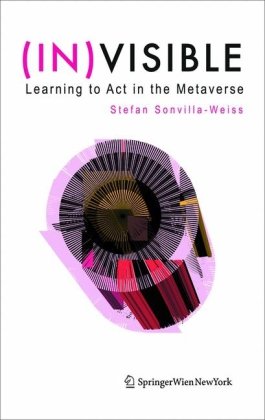 (IN)VISIBLE
Learning to Act in the Metaverse
Stefan Sonvilla-Weiss
SpringerWienNewYork